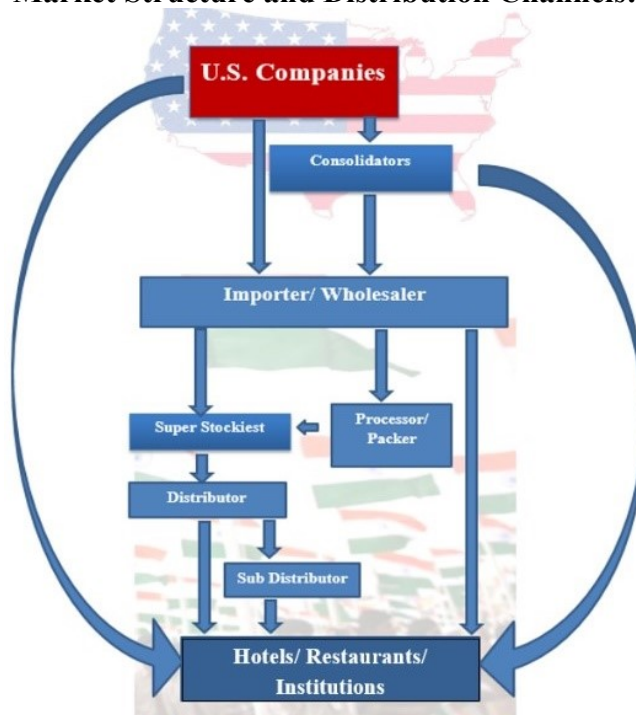 Market Structure and Distribution Channels:
U.S. Companies
Consolidators
Importer/ Wholesaler
Super Stockiest
Processor/
Packer
Distributor
Sub Distributor
Hotels/ Restaurants/
Institutions